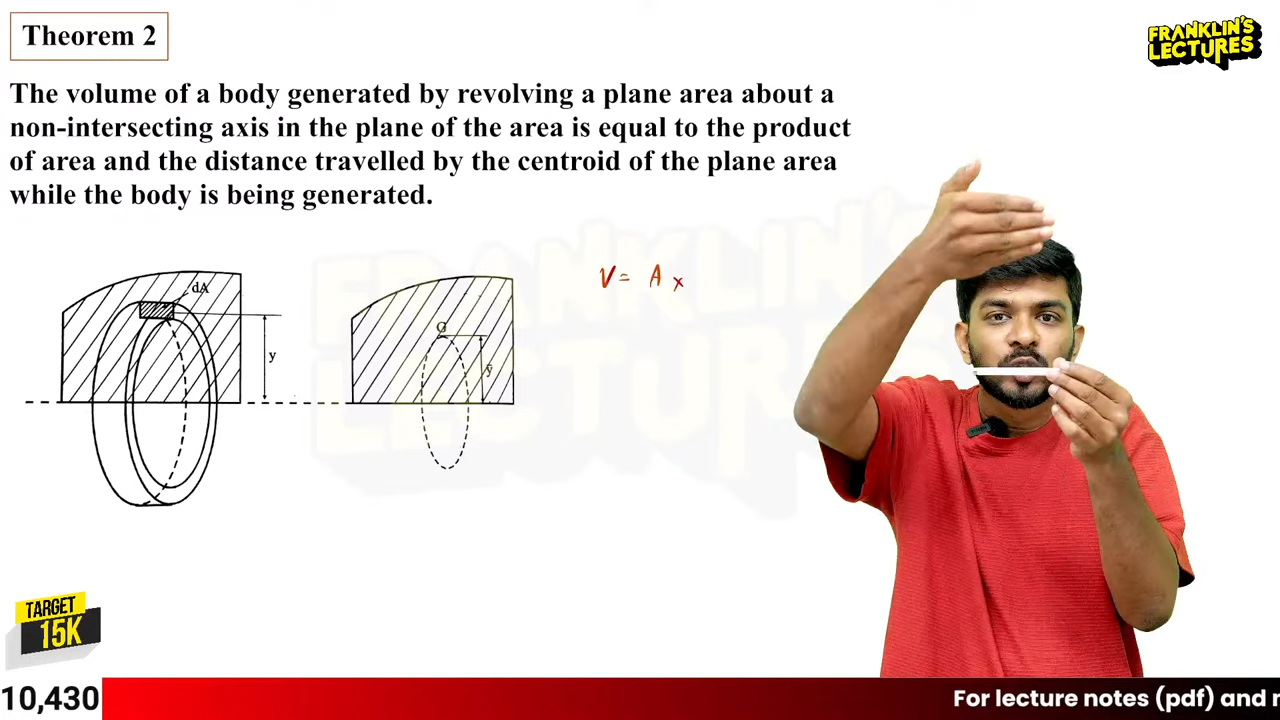 Theorem 2
FRANKLIN'S
LECTURES
The volume of a body generated by revolving a plane area about a
non-intersecting axis in the plane of the area is equal to the product
of area and the distance travelled by the centroid of the plane area
while the body is being generated.
FRANKLIN'S
LECTURES
V = A x
dA
y
G
ȳ
TARGET
15K
10,430
For lecture notes (pdf) and